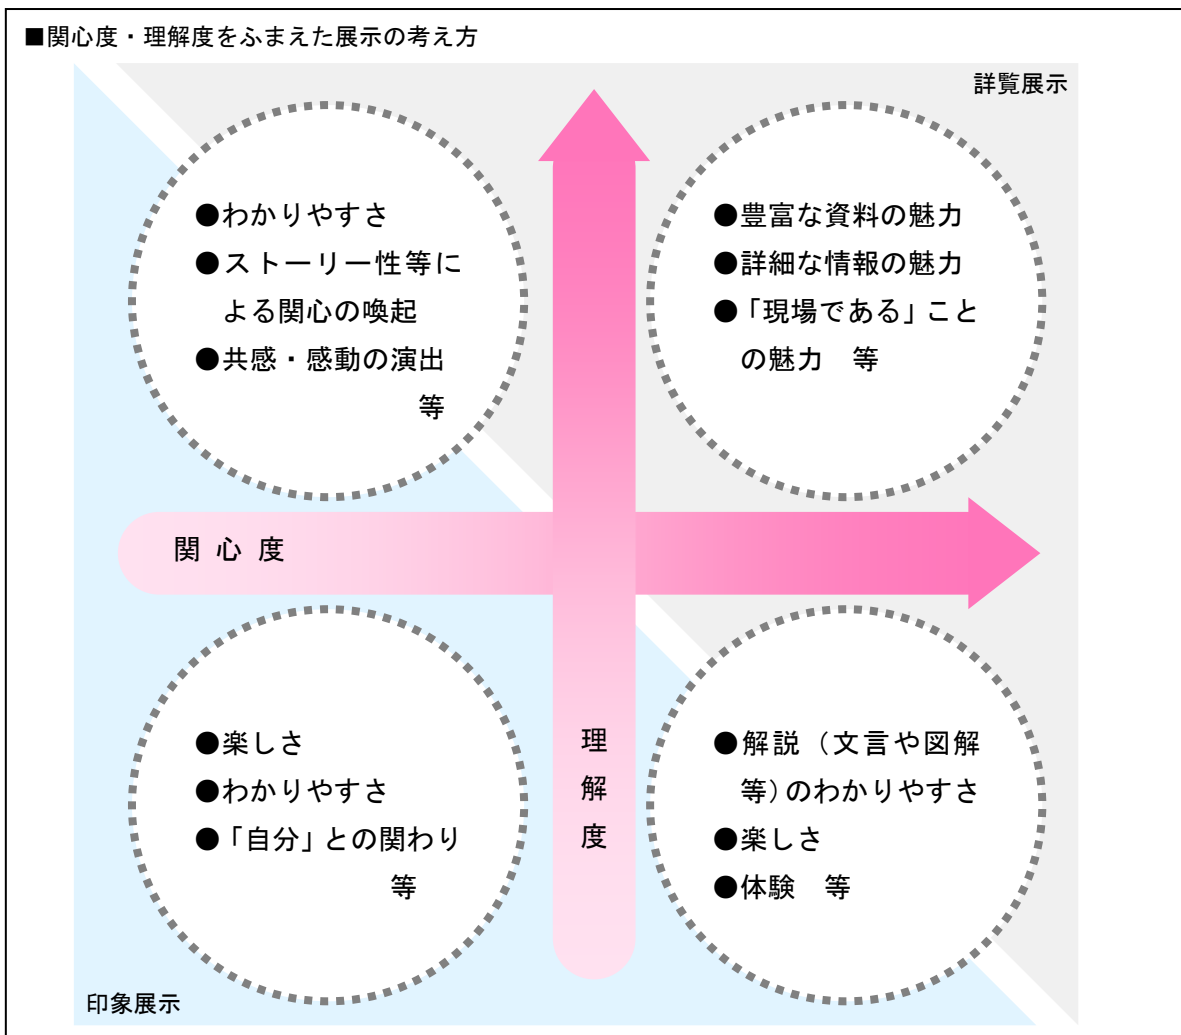 ■関心度・理解度をふまえた展示の考え方
詳覧展示
●わかりやすさ
●ストーリー性等に
よる関心の喚起
●共感・感動の演出
等
●豊富な資料の魅力
●詳細な情報の魅力
●「現場である」こと
の魅力　等
関心度
理解度
●楽しさ
●わかりやすさ
●「自分」との関わり
等
●解説（文言や図解
等）のわかりやすさ
●楽しさ
●体験　等
印象展示